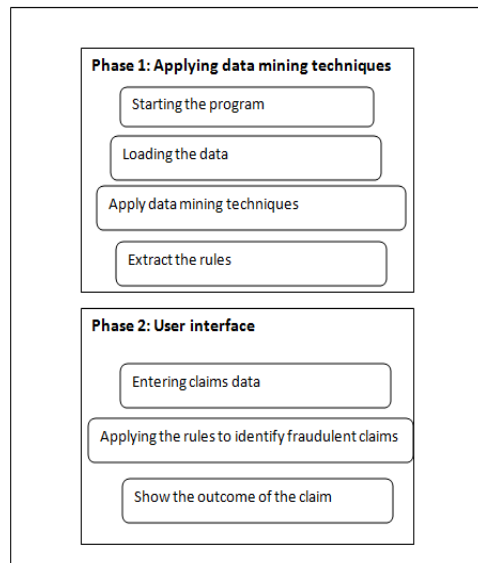 Phase 1: Applying data mining techniques
Starting the program
Loading the data
Apply data mining techniques
Extract the rules
Phase 2: User interface
Entering claims data
Applying the rules to identify fraudulent claims
Show the outcome of the claim